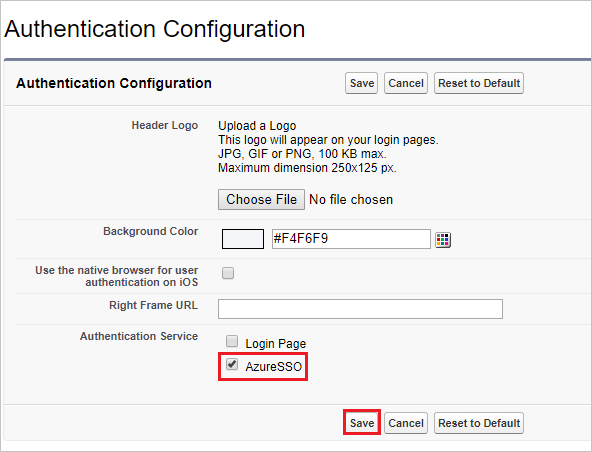 Authentication Configuration
Authentication Configuration
Save
Cancel
Reset to Default
Header Logo
Upload a Logo
This logo will appear on your login pages.
JPG, GIF or PNG, 100 KB max.
Maximum dimension 250x125 px.
Choose File
No file chosen
Background Color
#F4F6F9
Use the native browser for user
authentication on iOS
Right Frame URL
Authentication Service
Login Page
AzureSSO
Save
Cancel
Reset to Default